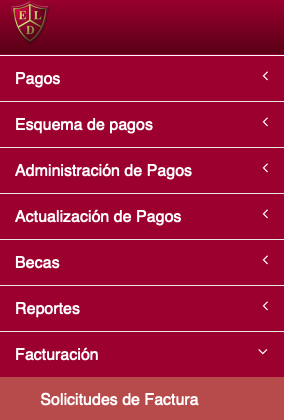 E L
D
Pagos
Esquema de pagos
Administración de Pagos
Actualización de Pagos
Becas
Reportes
Facturación
Solicitudes de Factura